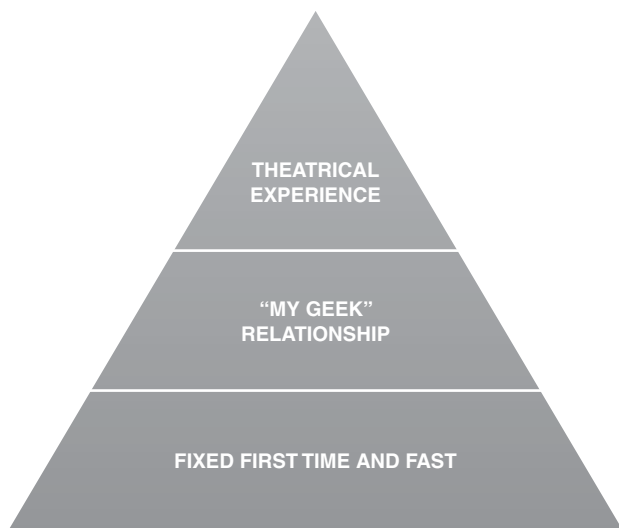 THEATRICAL
EXPERIENCE
“MY GEEK”
RELATIONSHIP
FIXED FIRST TIME AND FAST